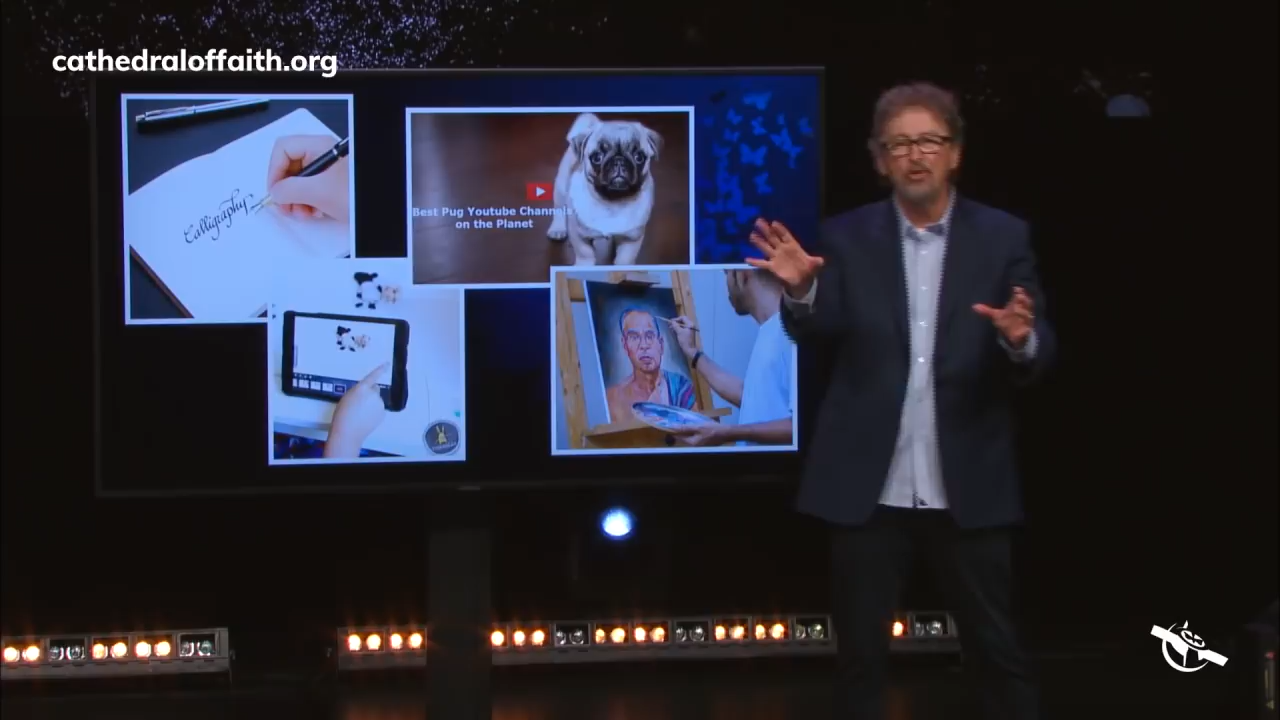 cathedraloffaith.org
Calligraphy
Best Pug Youtube Channels
on the Planet